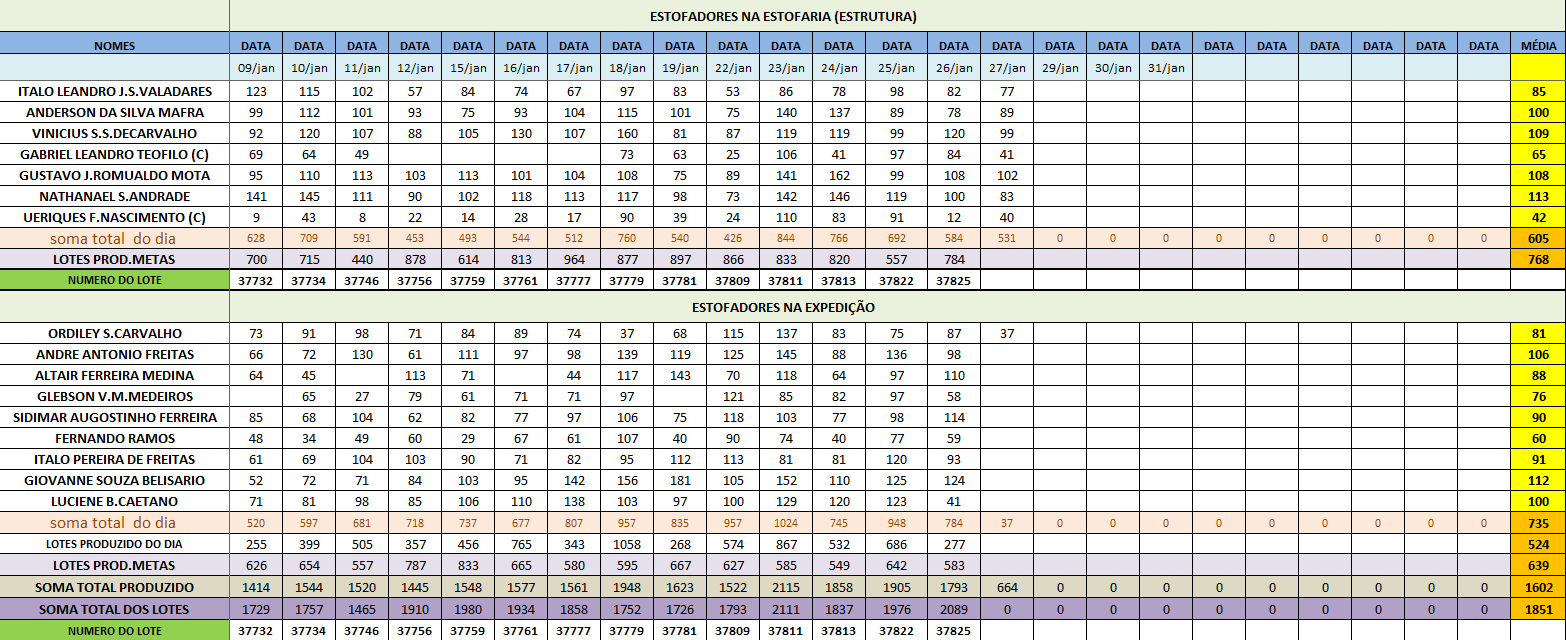 ESTOFADORES NA ESTOFARIA (ESTRUTURA)
NOMES DATA DATA DATA DATA DATA DATA DATA DATA DATA DATA DATA DATA DATA DATA DATA DATA DATA DATA DATA DATA DATA DATA DATA DATA MÉDIA
09/jan 10/jan 11/jan 12/jan 15/jan 16/jan 17/jan 18/jan 19/jan 22/jan 23/jan 24/jan 25/jan 26/jan 27/jan 29/jan 30/jan 31/jan
ITALO LEANDRO J.S.VALADARES 123 115 102 57 84 74 67 97 83 53 86 78 98 82 77 85
ANDERSON DA SILVA MAFRA 99 112 101 93 75 93 104 115 101 75 140 137 89 78 89 100
VINICIUS S.S.DECARVALHO 92 120 107 88 105 130 107 160 81 87 119 119 99 120 99 109
GABRIEL LEANDRO TEOFILO (C) 69 64 49 73 63 25 106 41 97 84 41 65
GUSTAVO J.ROMUALDO MOTA 95 110 113 103 113 101 104 108 75 89 141 162 99 108 102 108
NATHANAEL S.ANDRADE 141 145 111 90 102 118 113 117 98 73 142 146 119 100 83 113
UERIQUES F.NASCIMENTO (C) 9 43 8 22 14 28 17 90 39 24 110 83 91 12 40 42
soma total do dia 628 709 591 453 493 544 512 760 540 426 844 766 692 584 531 0 0 0 0 0 0 0 0 0 605
LOTES PROD.METAS 700 715 440 878 614 813 964 877 897 866 833 820 557 784 768
NUMERO DO LOTE 37732 37734 37746 37756 37759 37761 37777 37779 37781 37809 37811 37813 37822 37825
ESTOFADORES NA EXPEDIÇÃO
ORDILEY S.CARVALHO 73 91 98 71 84 89 74 37 68 115 137 83 75 87 37 81
ANDRE ANTONIO FREITAS 66 72 130 61 111 97 98 139 119 125 145 88 136 98 106
ALTAIR FERREIRA MEDINA 64 45 113 71 44 117 143 70 118 64 97 110 88
GLEBSON V.M.MEDEIROS 65 27 79 61 71 71 97 121 85 82 97 58 76
SIDIMAR AUGOSTINHO FERREIRA 85 68 104 62 82 77 97 106 75 118 103 77 98 114 90
FERNANDO RAMOS 48 34 49 60 29 67 61 107 40 90 74 40 77 59 60
ITALO PEREIRA DE FREITAS 61 69 104 103 90 71 82 95 112 113 81 81 120 93 91
GIOVANNE SOUZA BELISARIO 52 72 71 84 103 95 142 156 181 105 152 110 125 124 112
LUCIENE B.CAETANO 71 81 98 85 106 110 138 103 97 100 129 120 123 41 100
soma total do dia 520 597 681 718 737 677 807 957 835 957 1024 745 948 784 37 0 0 0 0 0 0 0 0 0 735
LOTES PRODUZIDO DO DIA 255 399 505 357 456 765 343 1058 268 574 867 532 686 277 524
LOTES PROD.METAS 626 654 557 787 833 665 580 595 667 627 585 549 642 583 639
SOMA TOTAL PRODUZIDO 1414 1544 1520 1445 1548 1577 1561 1948 1623 1522 2115 1858 1905 1793 664 0 0 0 0 0 0 0 0 0 1602
SOMA TOTAL DOS LOTES 1729 1757 1465 1910 1980 1934 1858 1752 1726 1793 2111 1837 1976 2089 0 0 0 0 0 0 0 0 0 0 1851
NUMERO DO LOTE 37732 37734 37746 37756 37759 37761 37777 37779 37781 37809 37811 37813 37822 37825